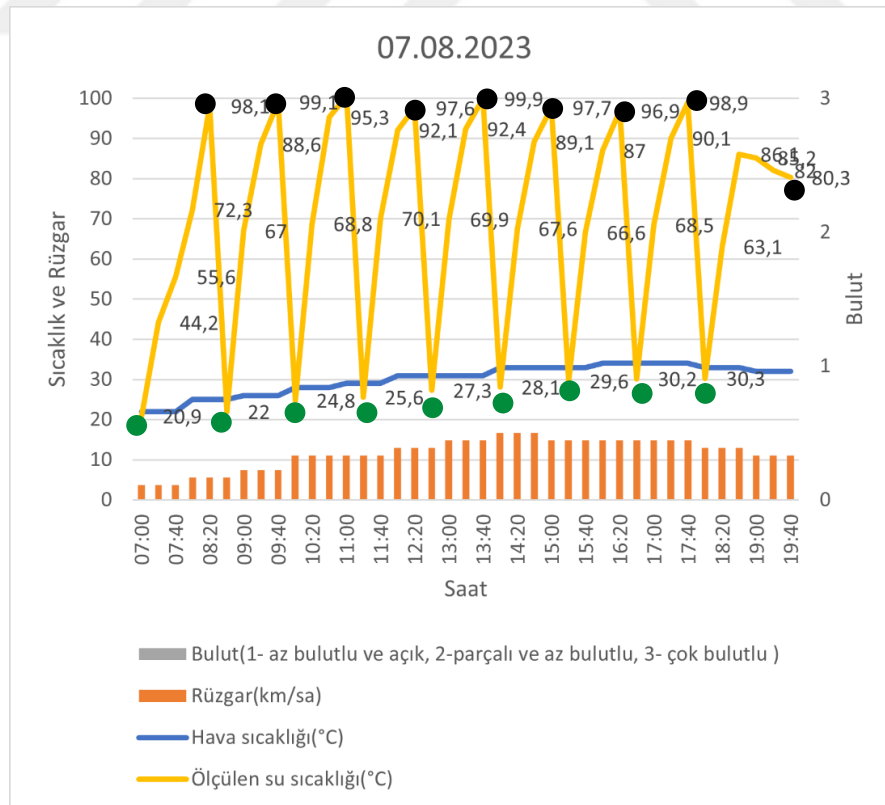 07.08.2023
100 98,1 99,1 95,3 97,6 99,9 97,7 96,9 98,9 3
90 88,6 92,1 92,4 89,1 87 90,1 86,1 85,2 82 80,3
80
70 72,3 67 68,8 70,1 69,9 67,6 66,6 68,5 63,1 2
60 55,6
50 44,2
40
30 20,9 22 24,8 25,6 27,3 28,1 29,6 30,2 30,3 1
20
10
0 0
Sıcaklık ve Rüzgar
Bulut
07:00 07:40 08:20 09:00 09:40 10:20 11:00 11:40 12:20 13:00 13:40 14:20 15:00 15:40 16:20 17:00 17:40 18:20 19:00 19:40
Saat
Bulut(1- az bulutlu ve açık, 2-parçalı ve az bulutlu, 3- çok bulutlu )
Rüzgar(km/sa)
Hava sıcaklığı(°C)
Ölçülen su sıcaklığı(°C)